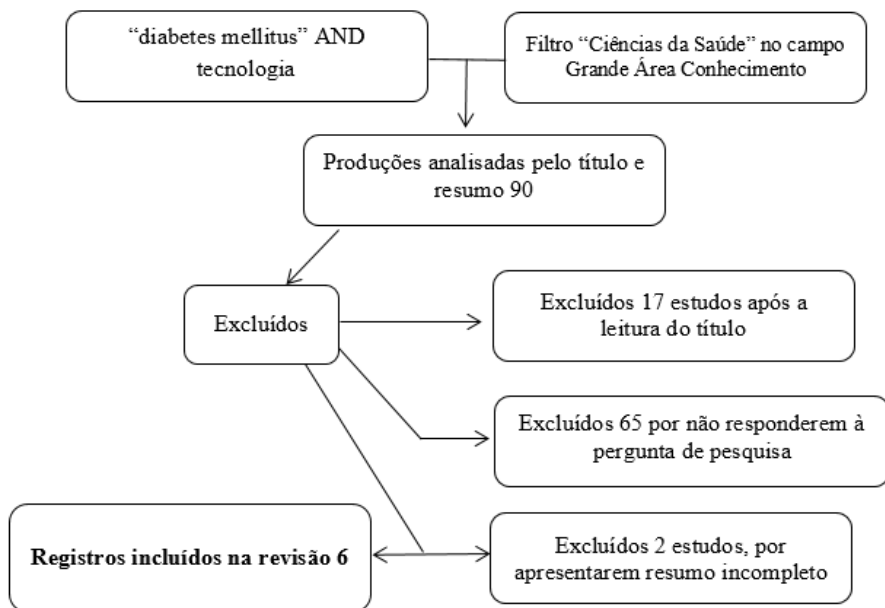 “diabetes mellitus” AND
tecnologia
Filtro “Ciências da Saúde” no campo
Grande Área Conhecimento
Produções analisadas pelo título e
resumo 90
Excluídos
Excluídos 17 estudos após a
leitura do título
Excluídos 65 por não responderem à
pergunta de pesquisa
Registros incluídos na revisão 6
Excluídos 2 estudos, por
apresentarem resumo incompleto